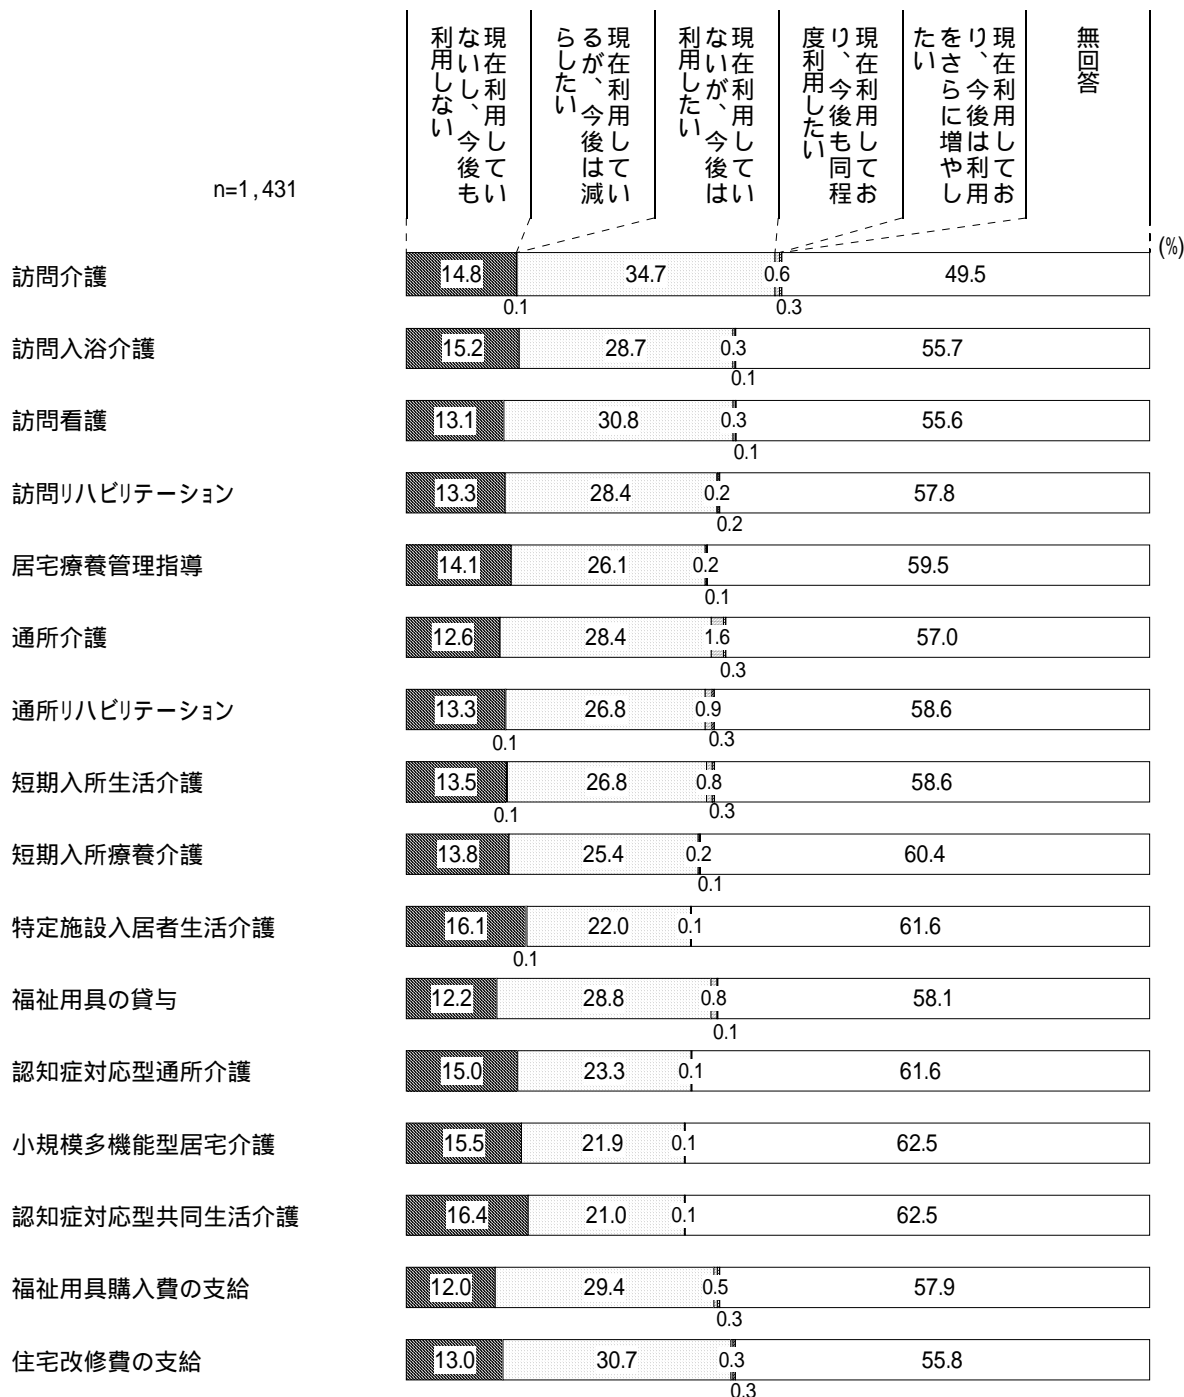 現在利用してい
ないし、今後も
利用しない
現在利用してい
るが、今後は減
らしたい
現在利用してい
ないが、今後は
利用したい
現在利用してお
り、今後も同程
度利用したい
現在利用してお
り、今後は利用
をさらに増やし
たい
無回答
n=1,431
(%)
訪問介護 14.8 34.7 0.6 49.5
0.1 0.3
訪問入浴介護 15.2 28.7 0.3 55.7
0.1
訪問看護 13.1 30.8 0.3 55.6
0.1
訪問リハビリテーション 13.3 28.4 0.2 57.8
0.2
居宅療養管理指導 14.1 26.1 0.2 59.5
0.1
通所介護 12.6 28.4 1.6 57.0
0.3
通所リハビリテーション 13.3 26.8 0.9 58.6
0.1 0.3
短期入所生活介護 13.5 26.8 0.8 58.6
0.1 0.3
短期入所療養介護 13.8 25.4 0.2 60.4
0.1
特定施設入居者生活介護 16.1 22.0 0.1 61.6
0.1
福祉用具の貸与 12.2 28.8 0.8 58.1
0.1
認知症対応型通所介護 15.0 23.3 0.1 61.6
小規模多機能型居宅介護 15.5 21.9 0.1 62.5
認知症対応型共同生活介護 16.4 21.0 0.1 62.5
福祉用具購入費の支給 12.0 29.4 0.5 57.9
0.3
住宅改修費の支給 13.0 30.7 0.3 55.8
0.3